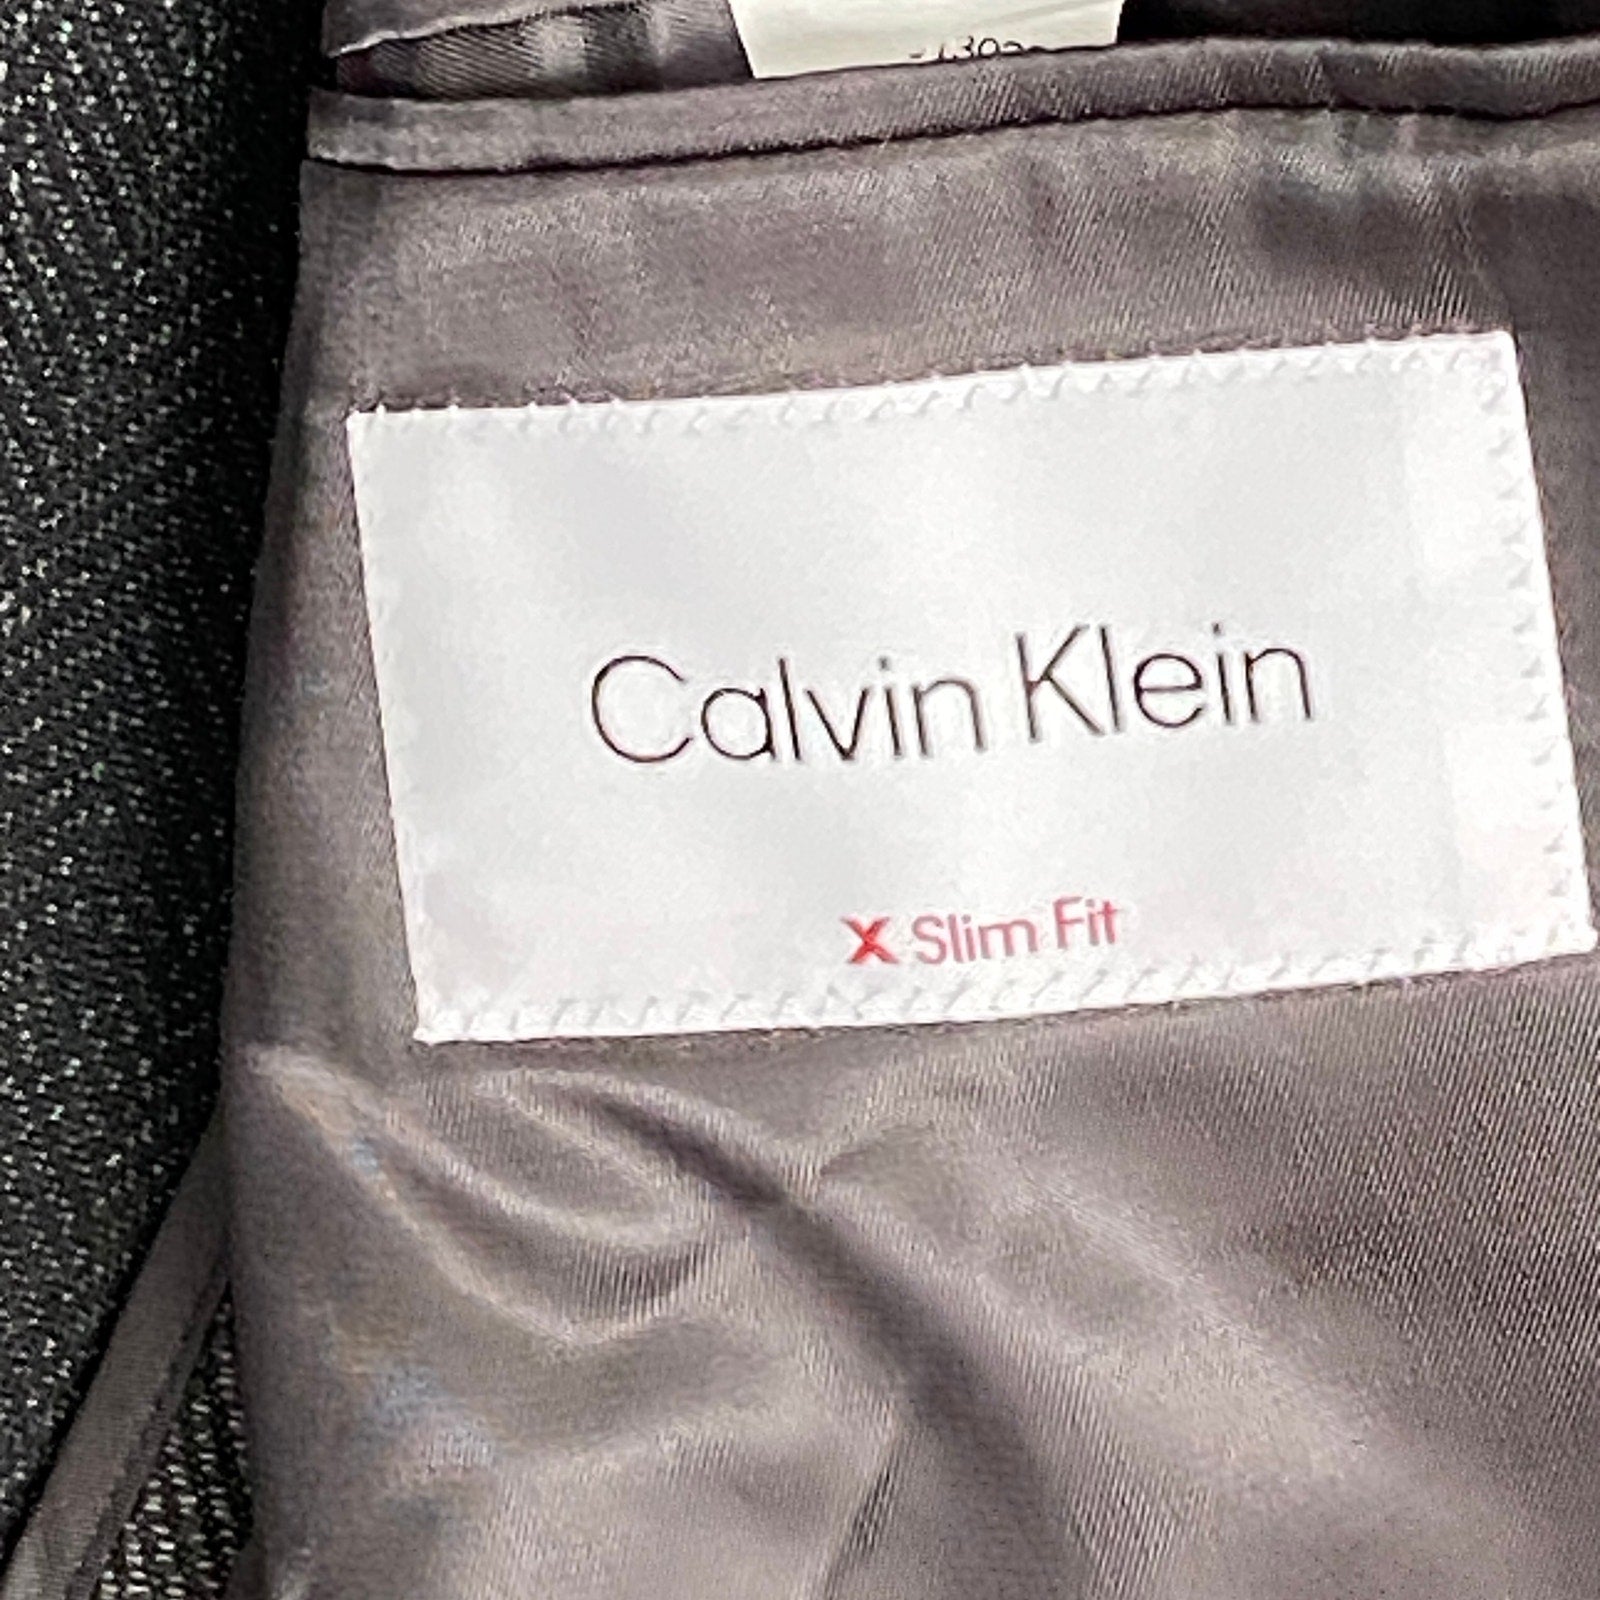 Calvin Klein
X Slim Fit